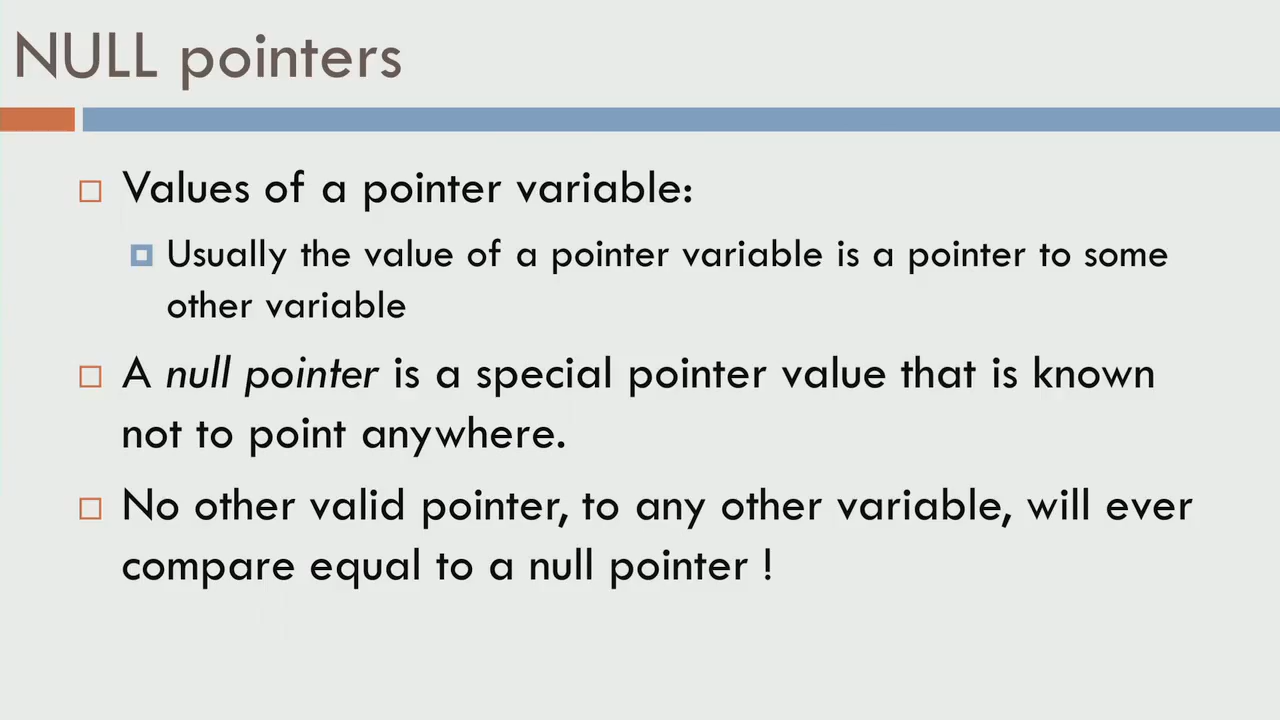 NULL pointers
Values of a pointer variable:
Usually the value of a pointer variable is a pointer to some
other variable
A null pointer is a special pointer value that is known
not to point anywhere.
No other valid pointer, to any other variable, will ever
compare equal to a null pointer !